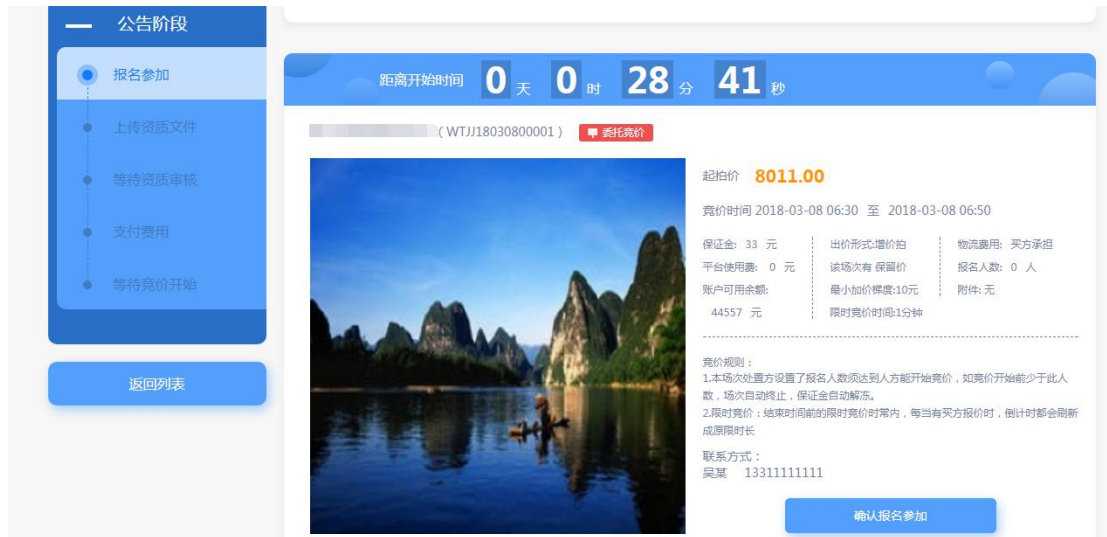 公告阶段
报名参加
上传资质文件
等待资质审核
支付费用
等待竞价开始
返回列表
距离开始时间 0 天 0 时 28 分 41 秒
( WTJJ18030800001 ) 委托竞价
起拍价 8011.00
竞价时间 2018-03-08 06:30 至 2018-03-08 06:50
保证金: 33 元 出价形式:增价拍 物流费用: 买方承担
平台使用费: 0 元 该场次有 保留价 报名人数: 0 人
账户可用余额: 最小加价梯度:10元 附件: 无
44557 元 限时竞价时间:1分钟
竞价规则：
1.本场次处置方设置了报名人数须达到人方能开始竞价，如竞价开始前少于此人
数，场次自动终止，保证金自动解冻。
2.限时竞价：结束时间前的限时竞价时常内，每当有买方报价时，倒计时都会刷新
成原限时长
联系方式：
吴某 13311111111
确认报名参加